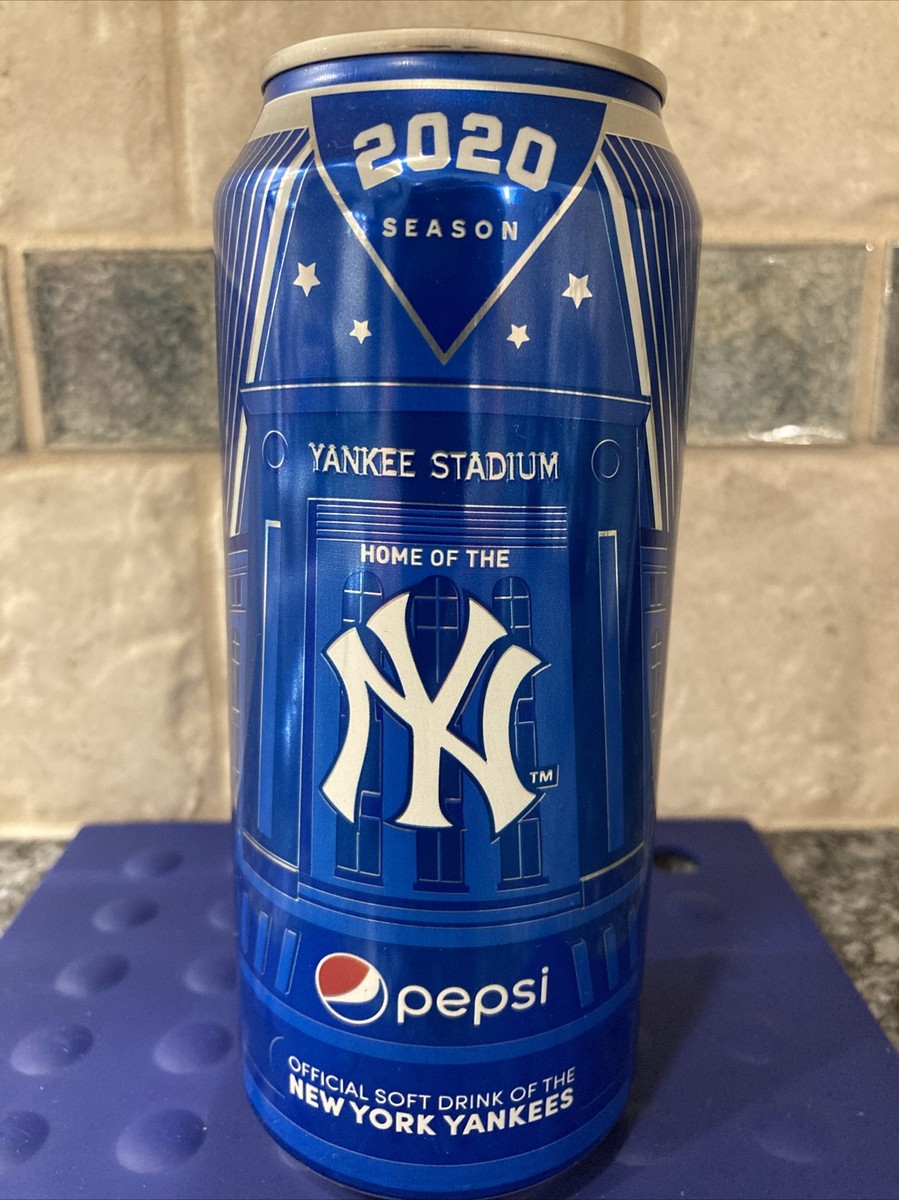 2020
SEASON
YANKEE STADIUM
HOME OF THE
NY
TM
pepsi
OFFICIAL SOFT DRINK OF THE
NEW YORK YANKEES